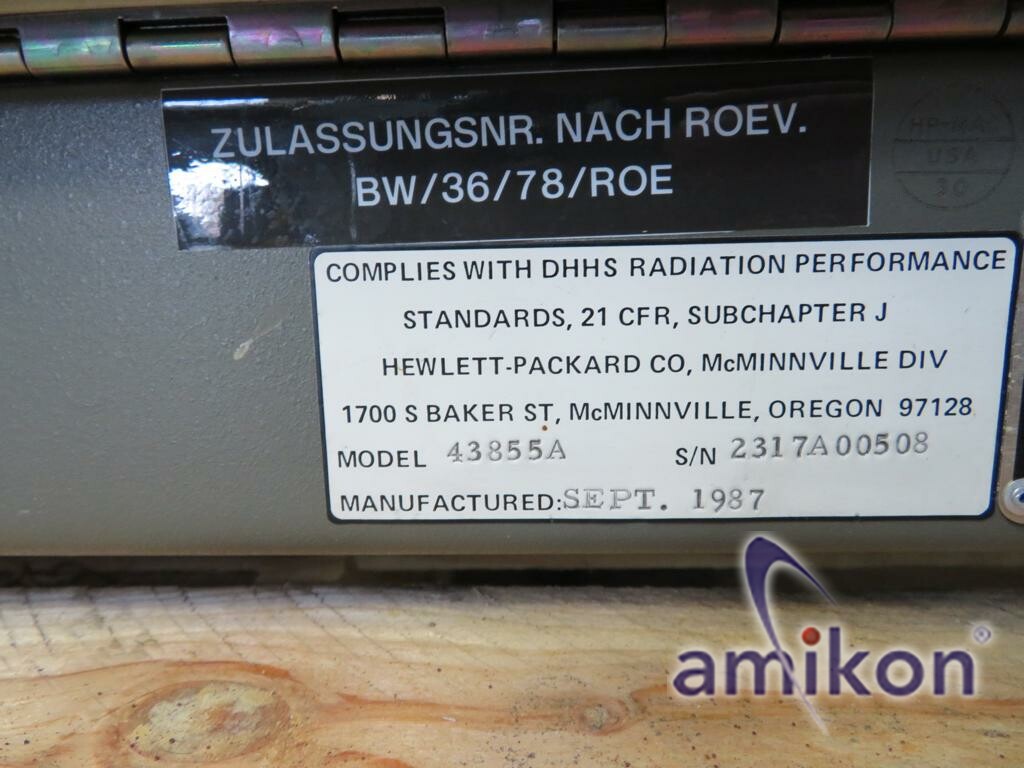 ZULASSUNGSNR. NACH ROEV.
BW/36/78/ROE
USA
30
COMPLIES WITH DHHS RADIATION PERFORMANCE
STANDARDS, 21 CFR, SUBCHAPTER J
HEWLETT-PACKARD CO, McMINNVILLE DIV
1700 S BAKER ST, McMINNVILLE, OREGON 97128
MODEL 43855A S/N 2317A00508
MANUFACTURED: SEPT. 1987
amikon®